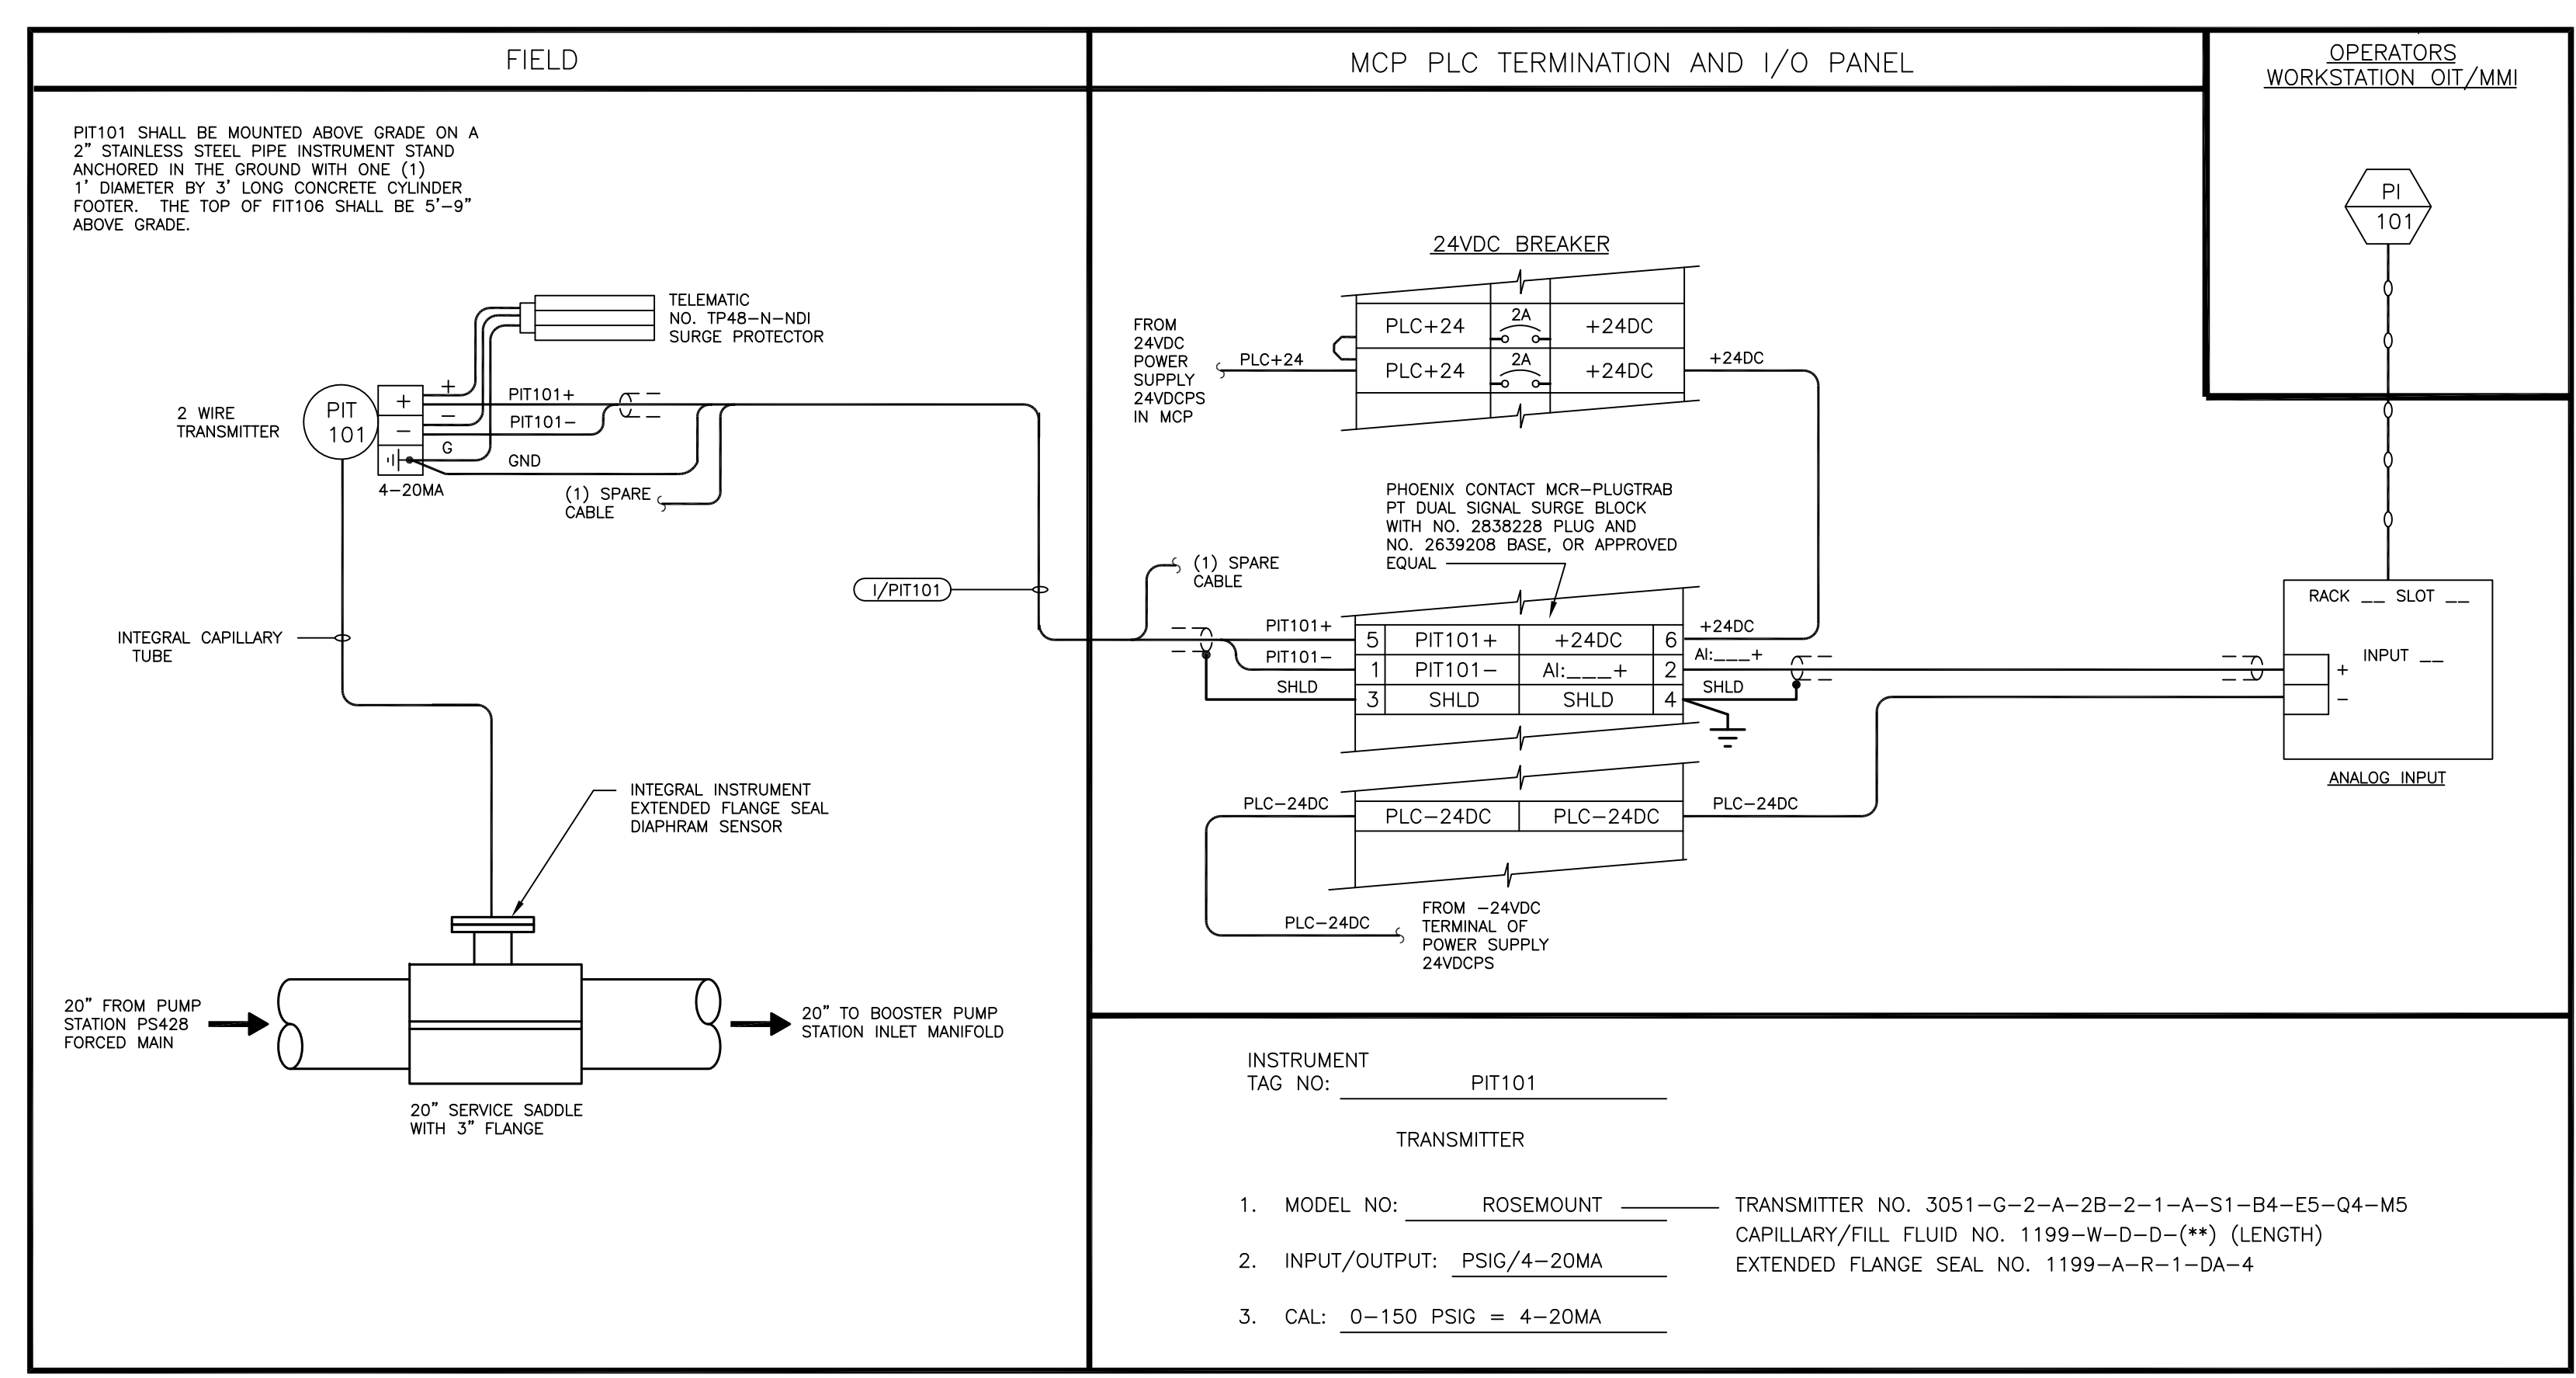 FIELD
MCP PLC TERMINATION AND I/O PANEL
OPERATORS
WORKSTATION OIT/MMI
PIT101 SHALL BE MOUNTED ABOVE GRADE ON A
2" STAINLESS STEEL PIPE INSTRUMENT STAND
ANCHORED IN THE GROUND WITH ONE (1)
1' DIAMETER BY 3' LONG CONCRETE CYLINDER
FOOTER. THE TOP OF FIT106 SHALL BE 5'-9"
ABOVE GRADE.
TELEMATIC
NO. TP48-N-NDI
SURGE PROTECTOR
2 WIRE
TRANSMITTER
PIT
101
+
-
+
-
G
PIT101+
PIT101-
GND
4-20MA
(1) SPARE
CABLE
I/PIT101
INTEGRAL CAPILLARY
TUBE
INTEGRAL INSTRUMENT
EXTENDED FLANGE SEAL
DIAPHRAM SENSOR
20" FROM PUMP
STATION PS428
FORCED MAIN
20" TO BOOSTER PUMP
STATION INLET MANIFOLD
20" SERVICE SADDLE
WITH 3" FLANGE
24VDC BREAKER
FROM
24VDC
POWER
SUPPLY
24VDCPS
IN MCP
PLC+24
PLC+24
2A
+24DC
PLC+24
2A
+24DC
+24DC
PHOENIX CONTACT MCR-PLUGTRAB
PT DUAL SIGNAL SURGE BLOCK
WITH NO. 2838228 PLUG AND
NO. 2639208 BASE, OR APPROVED
EQUAL
(1) SPARE
CABLE
PIT101+
5
PIT101+
+24DC
6
+24DC
PIT101-
1
PIT101-
AI:___+
2
AI:___+
SHLD
3
SHLD
SHLD
4
SHLD
PLC-24DC
PLC-24DC
PLC-24DC
PLC-24DC
PLC-24DC
FROM -24VDC
TERMINAL OF
POWER SUPPLY
24VDCPS
PI
101
RACK __ SLOT __
INPUT __
+
-
ANALOG INPUT
INSTRUMENT
TAG NO: PIT101
TRANSMITTER
1. MODEL NO: ROSEMOUNT TRANSMITTER NO. 3051-G-2-A-2B-2-1-A-S1-B4-E5-Q4-M5
CAPILLARY/FILL FLUID NO. 1199-W-D-D-(**) (LENGTH)
2. INPUT/OUTPUT: PSIG/4-20MA
EXTENDED FLANGE SEAL NO. 1199-A-R-1-DA-4
3. CAL: 0-150 PSIG = 4-20MA